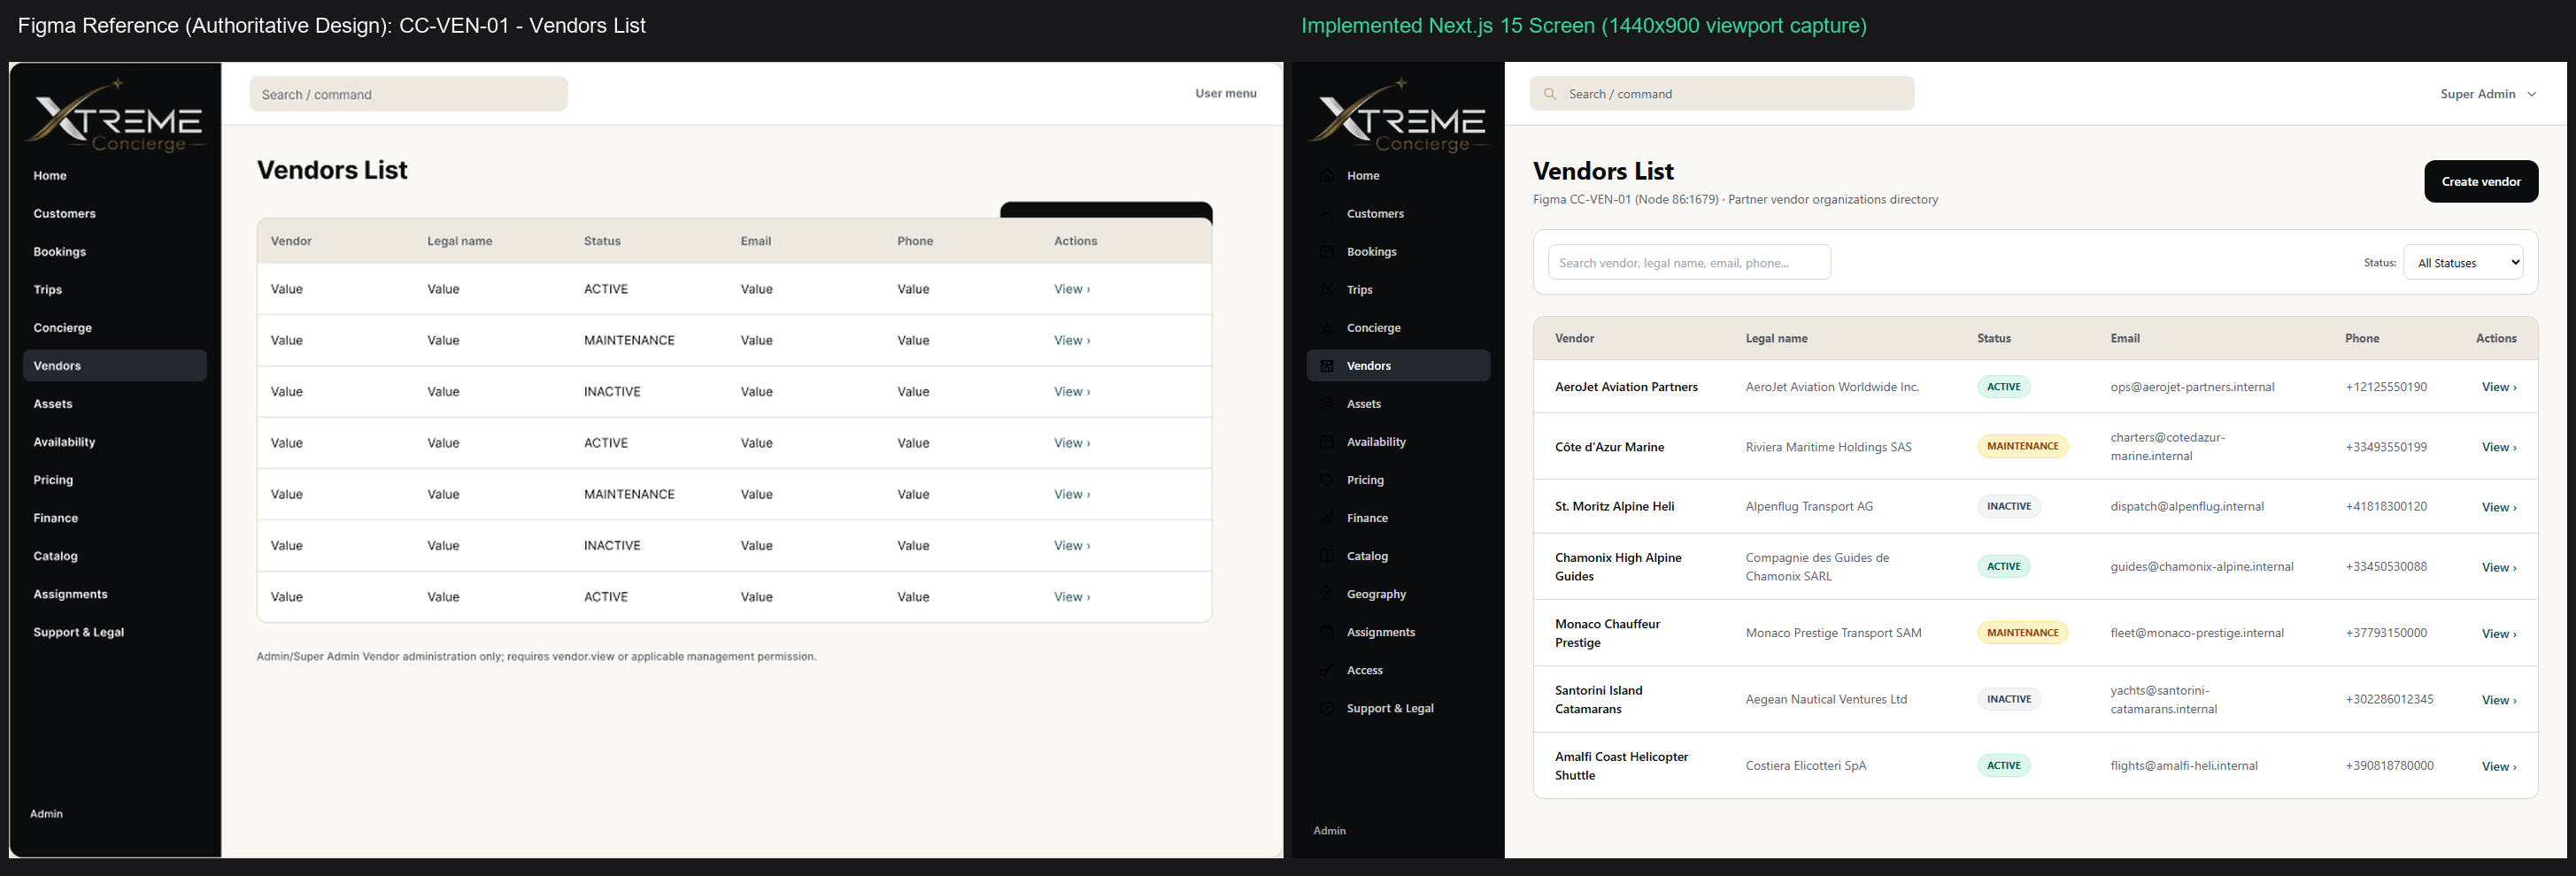 Figma Reference (Authoritative Design): CC-VEN-01 - Vendors List
XTREME
Concierge
Home
Customers
Bookings
Trips
Concierge
Vendors
Assets
Availability
Pricing
Finance
Catalog
Assignments
Support & Legal
Admin
Search / command
User menu
Vendors List
Vendor Legal name Status Email Phone Actions
Value Value ACTIVE Value Value View ›
Value Value MAINTENANCE Value Value View ›
Value Value INACTIVE Value Value View ›
Value Value ACTIVE Value Value View ›
Value Value MAINTENANCE Value Value View ›
Value Value INACTIVE Value Value View ›
Value Value ACTIVE Value Value View ›
Admin/Super Admin Vendor administration only; requires vendor.view or applicable management permission.
Implemented Next.js 15 Screen (1440x900 viewport capture)
XTREME
Concierge
Home
Customers
Bookings
Trips
Concierge
Vendors
Assets
Availability
Pricing
Finance
Catalog
Geography
Assignments
Access
Support & Legal
Admin
Search / command
Super Admin
Vendors List
Figma CC-VEN-01 (Node 86:1679) · Partner vendor organizations directory
Create vendor
Search vendor, legal name, email, phone...
Status: All Statuses
Vendor Legal name Status Email Phone Actions
AeroJet Aviation Partners AeroJet Aviation Worldwide Inc. ACTIVE ops@aerojet-partners.internal +12125550190 View ›
Côte d'Azur Marine Riviera Maritime Holdings SAS MAINTENANCE charters@cotedazur-
marine.internal +33493550199 View ›
St. Moritz Alpine Heli Alpenflug Transport AG INACTIVE dispatch@alpenflug.internal +41818300120 View ›
Chamonix High Alpine
Guides Compagnie des Guides de
Chamonix SARL ACTIVE guides@chamonix-alpine.internal +33450530088 View ›
Monaco Chauffeur
Prestige Monaco Prestige Transport SAM MAINTENANCE fleet@monaco-prestige.internal +37793150000 View ›
Santorini Island
Catamarans Aegean Nautical Ventures Ltd INACTIVE yachts@santorini-
catamarans.internal +302286012345 View ›
Amalfi Coast Helicopter
Shuttle Costiera Elicotteri SpA ACTIVE flights@amalfi-heli.internal +390818780000 View ›